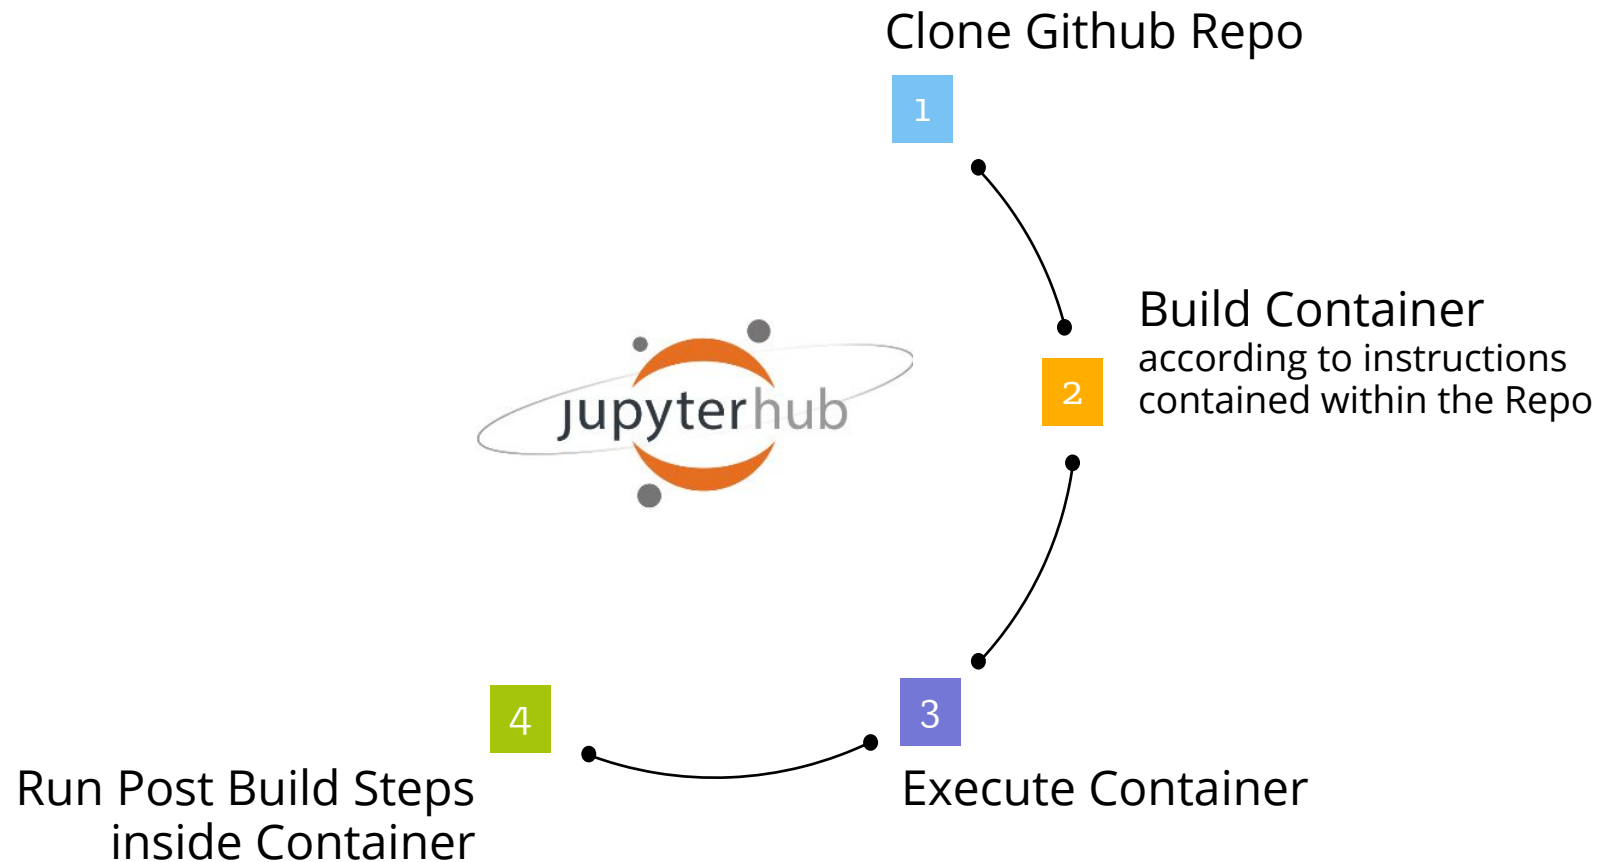 Clone Github Repo
1
Build Container
according to instructions
contained within the Repo
2
jupyterhub
3
Execute Container
4
Run Post Build Steps
inside Container